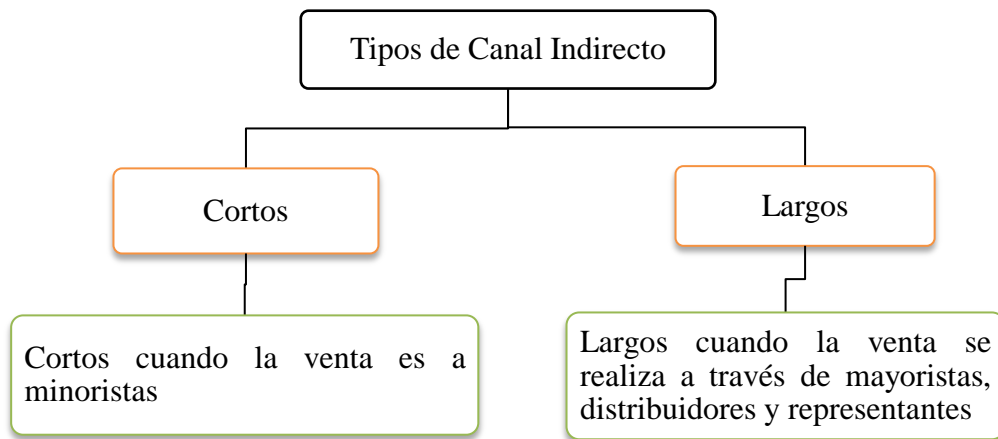 Tipos de Canal Indirecto
Cortos
Largos
Cortos cuando la venta es a
minoristas
Largos cuando la venta se
realiza a través de mayoristas,
distribuidores y representantes